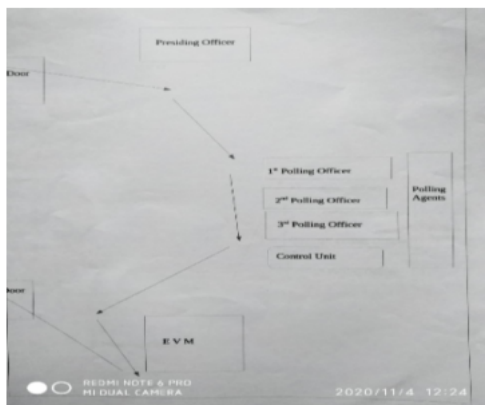 Presiding Officer
Door
1st Polling Officer
2nd Polling Officer
3rd Polling Officer
Control Unit
Polling
Agents
Door
E V M
REDMI NOTE 6 PRO
MI DUAL CAMERA
2020/11/4 12:24